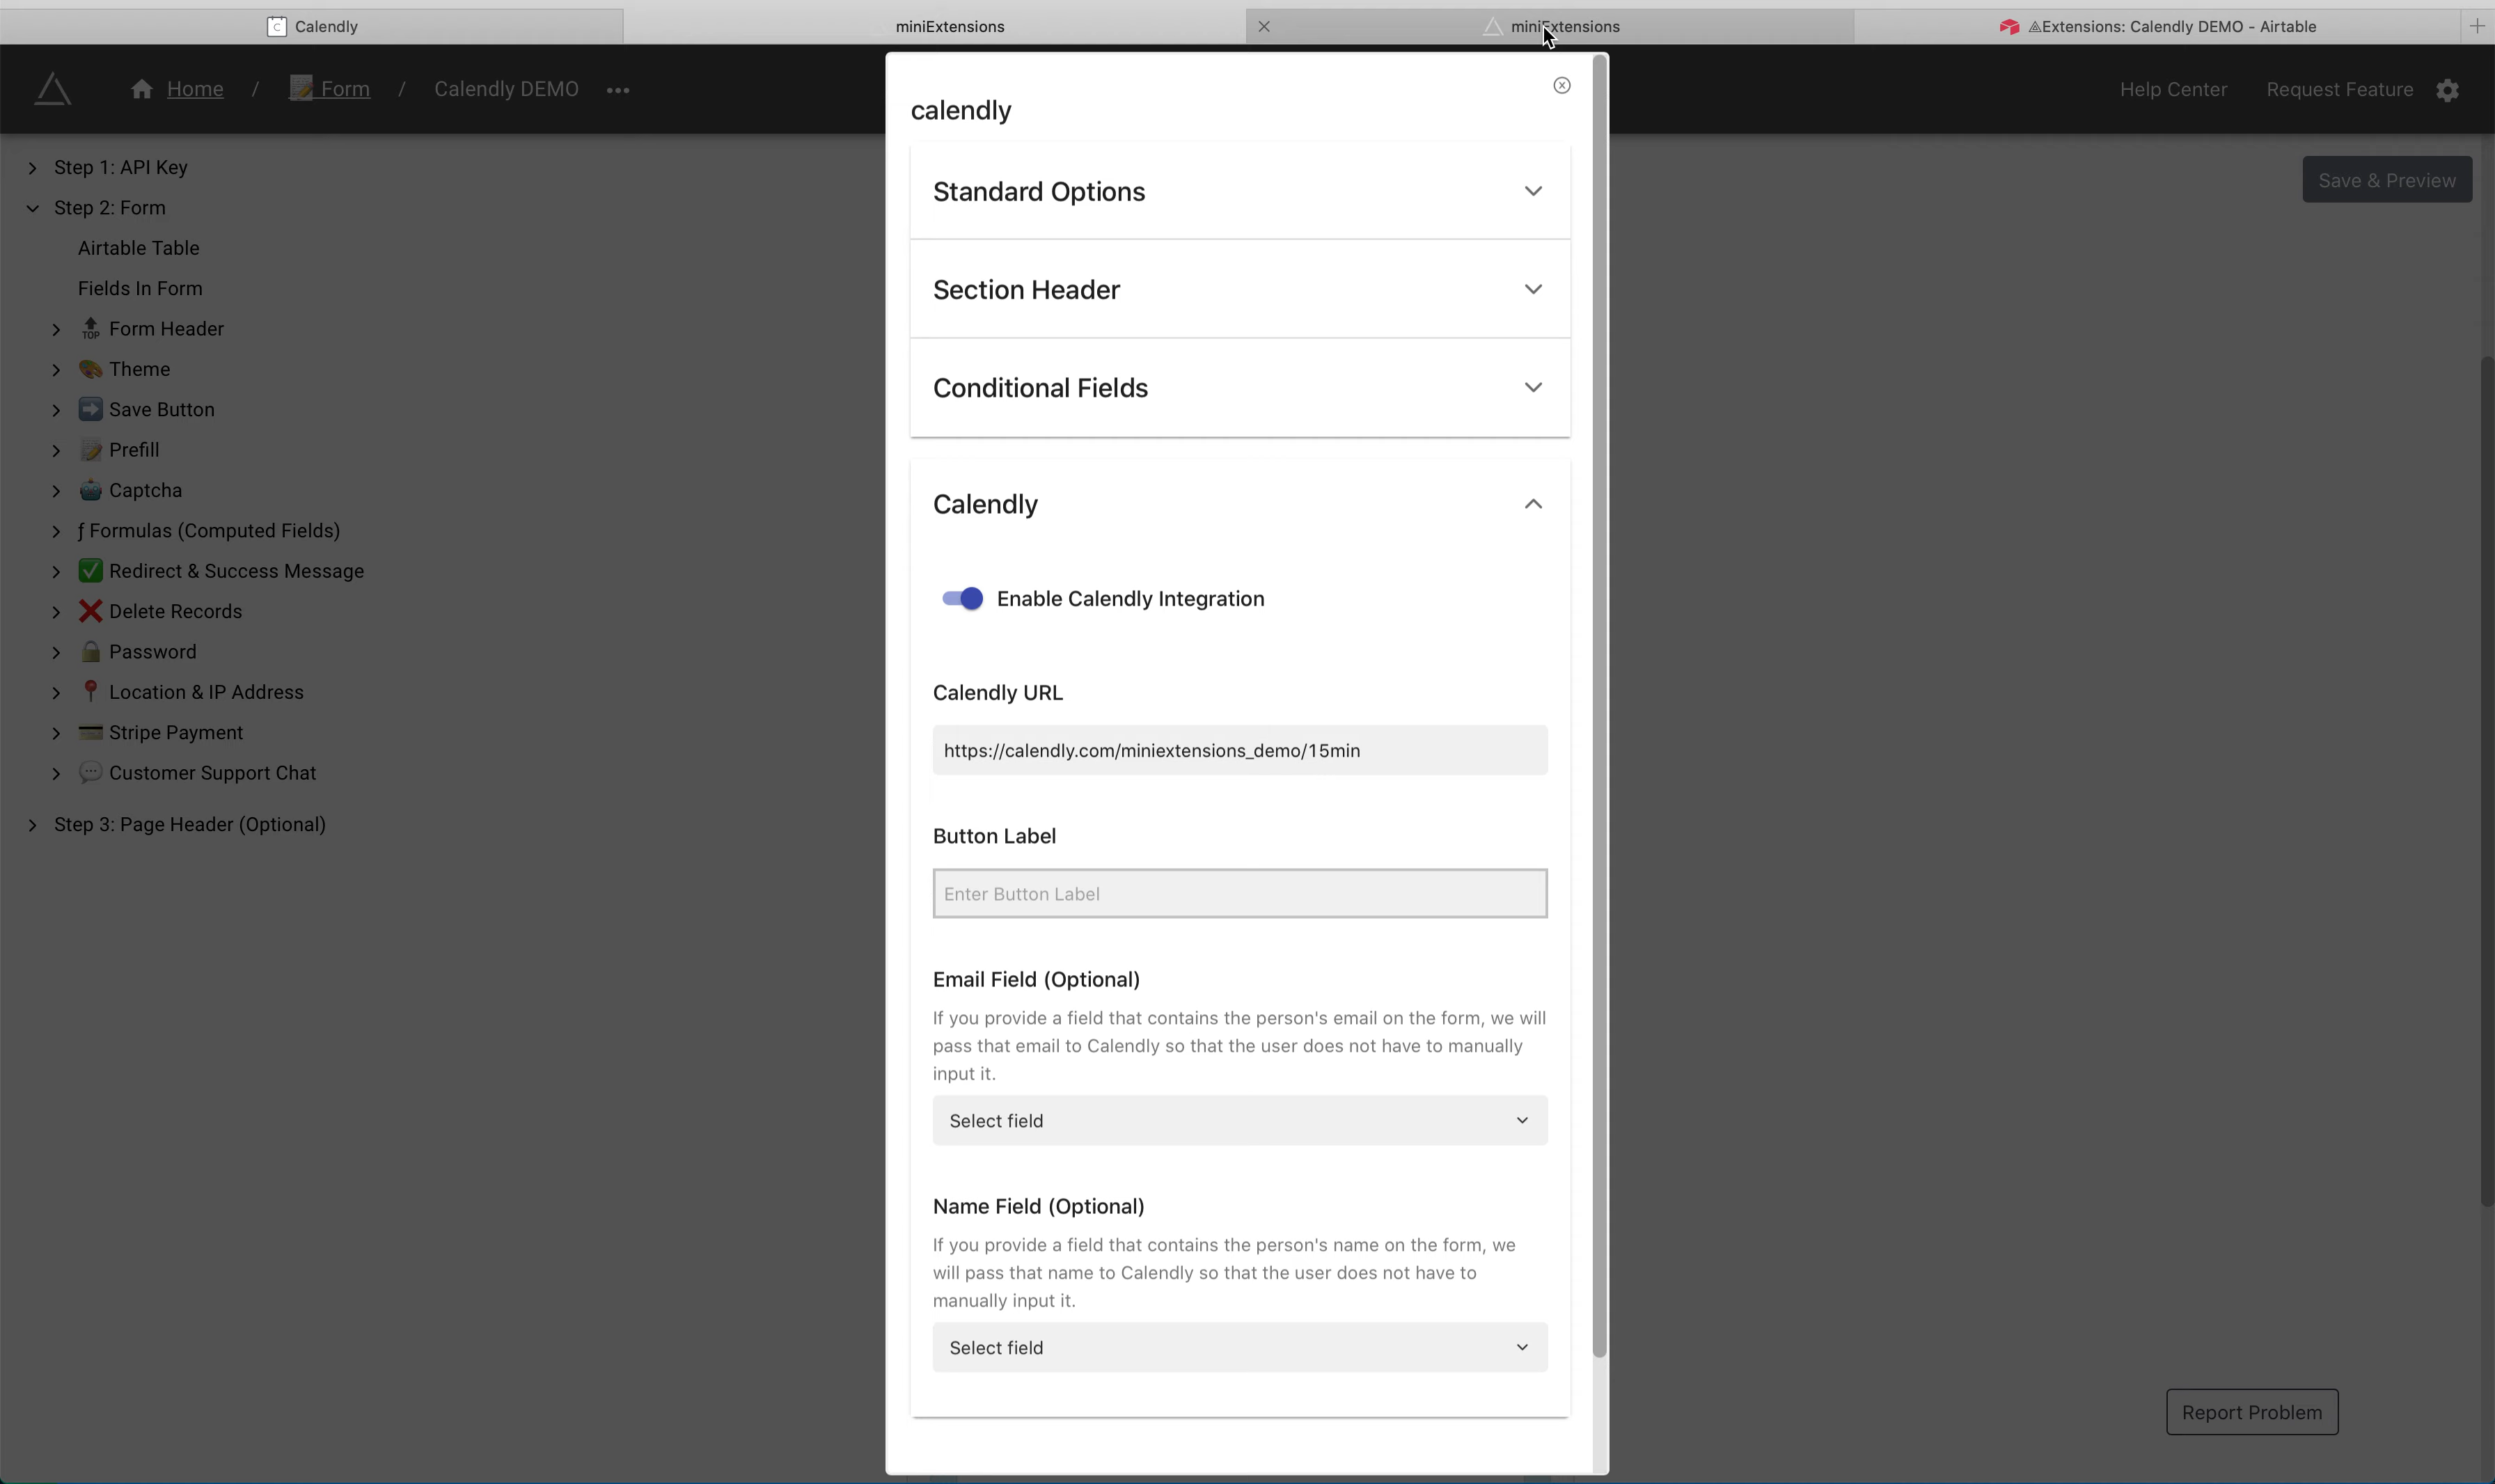 Calendly
miniExtensions
miniExtensions
Extensions: Calendly DEMO - Airtable
Home / Form / Calendly DEMO
Help Center
Request Feature
Step 1: API Key
Step 2: Form
Airtable Table
Fields In Form
TOP Form Header
Theme
Save Button
Prefill
Captcha
ƒ Formulas (Computed Fields)
Redirect & Success Message
Delete Records
Password
Location & IP Address
Stripe Payment
Customer Support Chat
Step 3: Page Header (Optional)
Save & Preview
calendly
Standard Options
Section Header
Conditional Fields
Calendly
Enable Calendly Integration
Calendly URL
https://calendly.com/miniextensions_demo/15min
Button Label
Enter Button Label
Email Field (Optional)
If you provide a field that contains the person's email on the form, we will
pass that email to Calendly so that the user does not have to manually
input it.
Select field
Name Field (Optional)
If you provide a field that contains the person's name on the form, we
will pass that name to Calendly so that the user does not have to
manually input it.
Select field
Report Problem